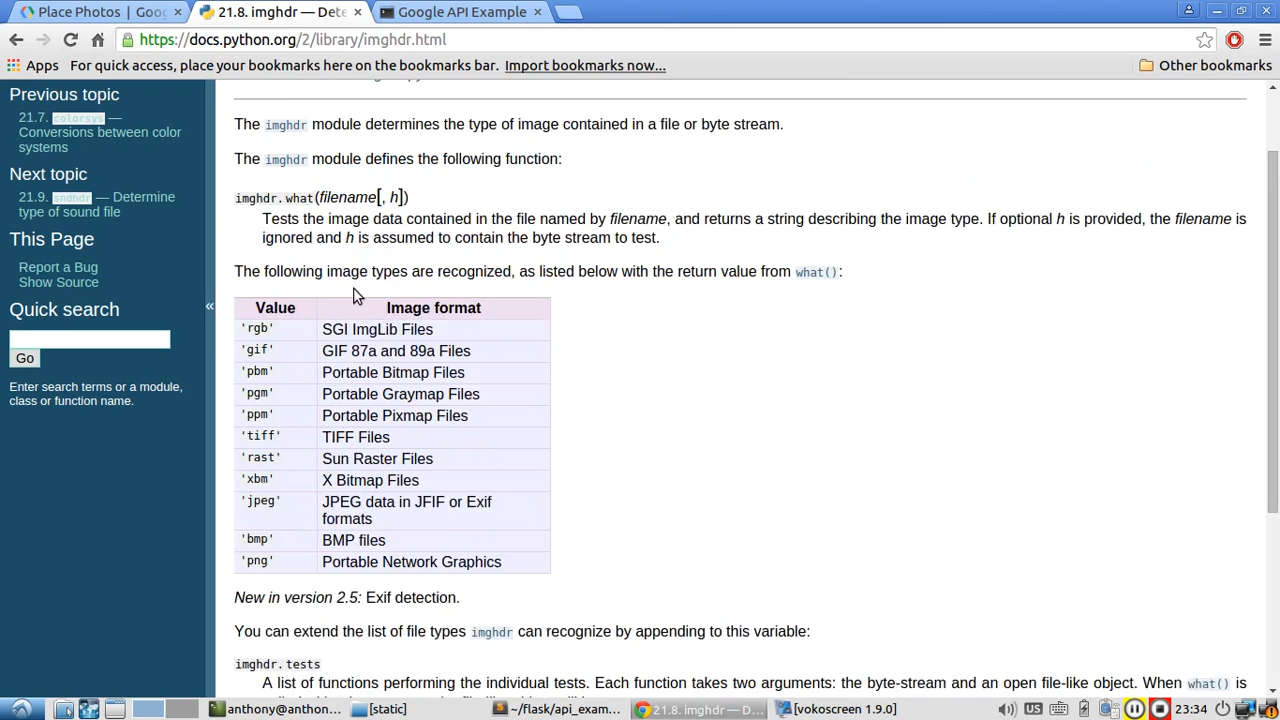 Place Photos | Goog
21.8. imghdr — Dete
Google API Example
https://docs.python.org/2/library/imghdr.html
Apps For quick access, place your bookmarks here on the bookmarks bar. Import bookmarks now... Other bookmarks
Previous topic
21.7. colorsys —
Conversions between color
systems
Next topic
21.9. sndhdr — Determine
type of sound file
This Page
Report a Bug
Show Source
Quick search
Go
Enter search terms or a module,
class or function name.
«
The imghdr module determines the type of image contained in a file or byte stream.
The imghdr module defines the following function:
imghdr.what(filename[, h])
Tests the image data contained in the file named by filename, and returns a string describing the image type. If optional h is provided, the filename is
ignored and h is assumed to contain the byte stream to test.
The following image types are recognized, as listed below with the return value from what():
Value Image format
'rgb' SGI ImgLib Files
'gif' GIF 87a and 89a Files
'pbm' Portable Bitmap Files
'pgm' Portable Graymap Files
'ppm' Portable Pixmap Files
'tiff' TIFF Files
'rast' Sun Raster Files
'xbm' X Bitmap Files
'jpeg' JPEG data in JFIF or Exif
formats
'bmp' BMP files
'png' Portable Network Graphics
New in version 2.5: Exif detection.
You can extend the list of file types imghdr can recognize by appending to this variable:
imghdr.tests
A list of functions performing the individual tests. Each function takes two arguments: the byte-stream and an open file-like object. When what() is
anthony@anthon... [static] ~/flask/api_exam... 21.8. imghdr — D... [vokoscreen 1.9.0] 23:34